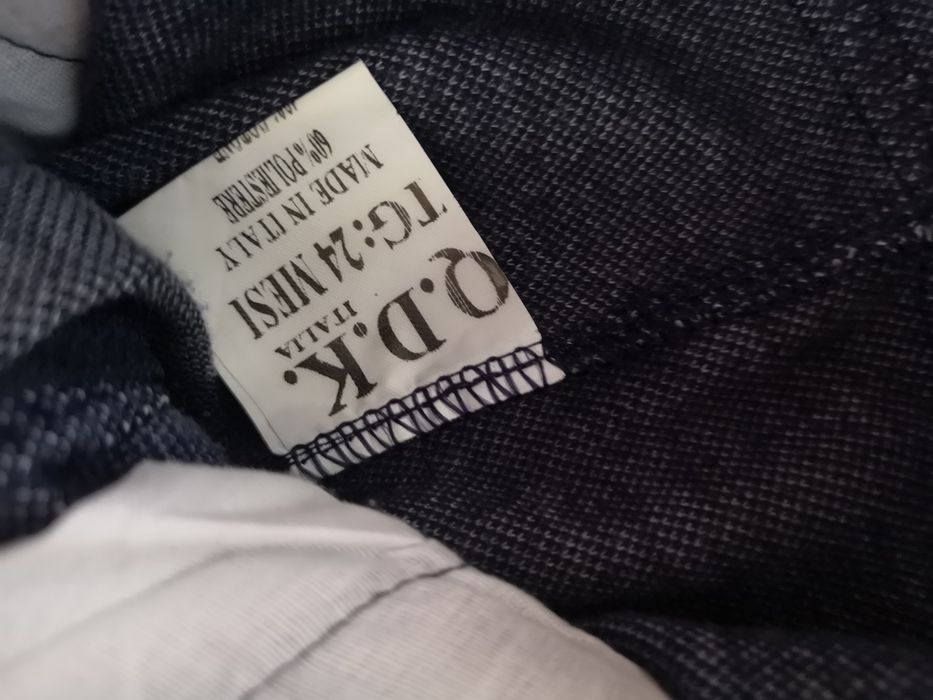 Q.D.K.
ITALIA
TG:24 MESI
MADE IN ITALY
60%POLIESTERE